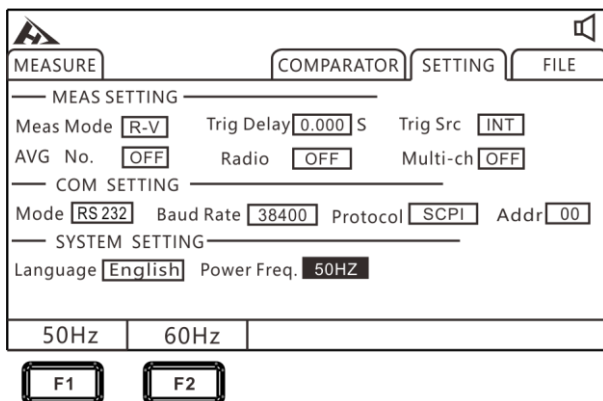 MEASURE COMPARATOR SETTING FILE
MEAS SETTING
Meas Mode R-V Trig Delay 0.000 S Trig Src INT
AVG No. OFF Radio OFF Multi-ch OFF
COM SETTING
Mode RS 232 Baud Rate 38400 Protocol SCPI Addr 00
SYSTEM SETTING
Language English Power Freq. 50HZ
50Hz 60Hz
F1 F2